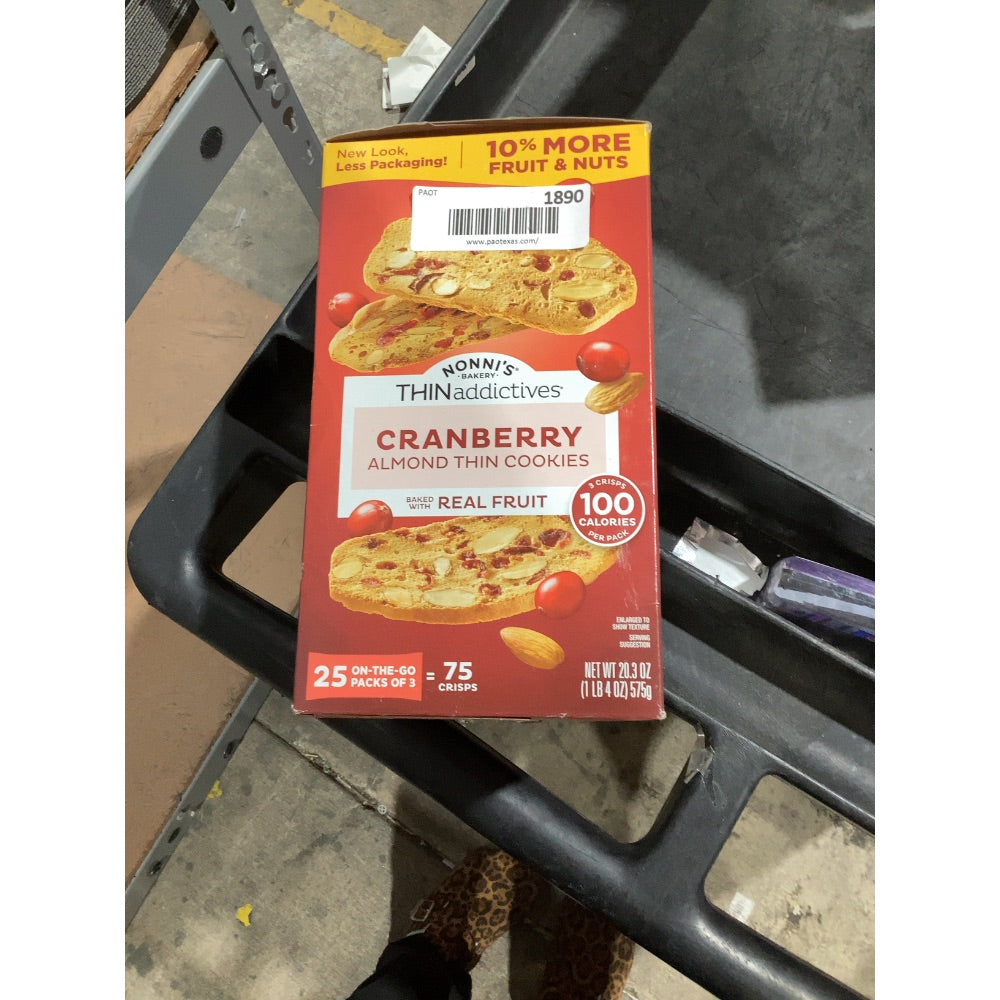 New Look,
Less Packaging!
10% MORE
FRUIT & NUTS
PAOT
1890
www.paotexas.com/
NONNI'S®
·BAKERY·
THINaddictives®
CRANBERRY
ALMOND THIN COOKIES
BAKED
WITH
REAL FRUIT
3 CRISPS
100
CALORIES
PER PACK
ENLARGED TO
SHOW TEXTURE
SERVING
SUGGESTION
25 ON-THE-GO
PACKS OF 3
= 75
CRISPS
NET WT 20.3 OZ
(1 LB 4 OZ) 575g